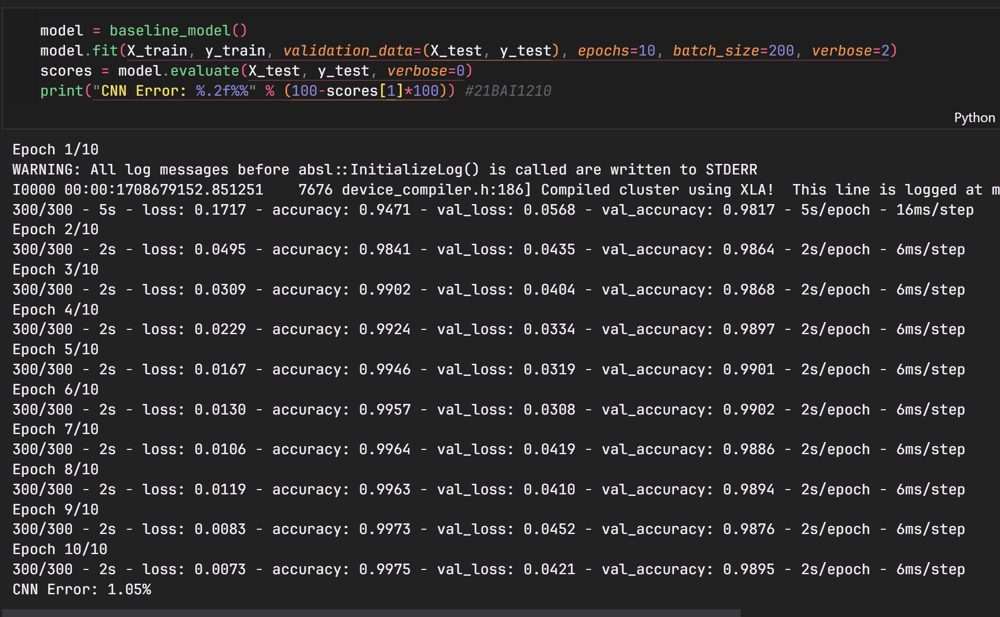 model = baseline_model()
model.fit(X_train, y_train, validation_data=(X_test, y_test), epochs=10, batch_size=200, verbose=2)
scores = model.evaluate(X_test, y_test, verbose=0)
print("CNN Error: %.2f%%" % (100-scores[1]*100)) #21BAI1210
Python
Epoch 1/10
WARNING: All log messages before absl::InitializeLog() is called are written to STDERR
I0000 00:00:1708679152.851251    7676 device_compiler.h:186] Compiled cluster using XLA!  This line is logged at m
300/300 - 5s - loss: 0.1717 - accuracy: 0.9471 - val_loss: 0.0568 - val_accuracy: 0.9817 - 5s/epoch - 16ms/step
Epoch 2/10
300/300 - 2s - loss: 0.0495 - accuracy: 0.9841 - val_loss: 0.0435 - val_accuracy: 0.9864 - 2s/epoch - 6ms/step
Epoch 3/10
300/300 - 2s - loss: 0.0309 - accuracy: 0.9902 - val_loss: 0.0404 - val_accuracy: 0.9868 - 2s/epoch - 6ms/step
Epoch 4/10
300/300 - 2s - loss: 0.0229 - accuracy: 0.9924 - val_loss: 0.0334 - val_accuracy: 0.9897 - 2s/epoch - 6ms/step
Epoch 5/10
300/300 - 2s - loss: 0.0167 - accuracy: 0.9946 - val_loss: 0.0319 - val_accuracy: 0.9901 - 2s/epoch - 6ms/step
Epoch 6/10
300/300 - 2s - loss: 0.0130 - accuracy: 0.9957 - val_loss: 0.0308 - val_accuracy: 0.9902 - 2s/epoch - 6ms/step
Epoch 7/10
300/300 - 2s - loss: 0.0106 - accuracy: 0.9964 - val_loss: 0.0419 - val_accuracy: 0.9886 - 2s/epoch - 6ms/step
Epoch 8/10
300/300 - 2s - loss: 0.0119 - accuracy: 0.9963 - val_loss: 0.0410 - val_accuracy: 0.9894 - 2s/epoch - 6ms/step
Epoch 9/10
300/300 - 2s - loss: 0.0083 - accuracy: 0.9973 - val_loss: 0.0452 - val_accuracy: 0.9876 - 2s/epoch - 6ms/step
Epoch 10/10
300/300 - 2s - loss: 0.0073 - accuracy: 0.9975 - val_loss: 0.0421 - val_accuracy: 0.9895 - 2s/epoch - 6ms/step
CNN Error: 1.05%